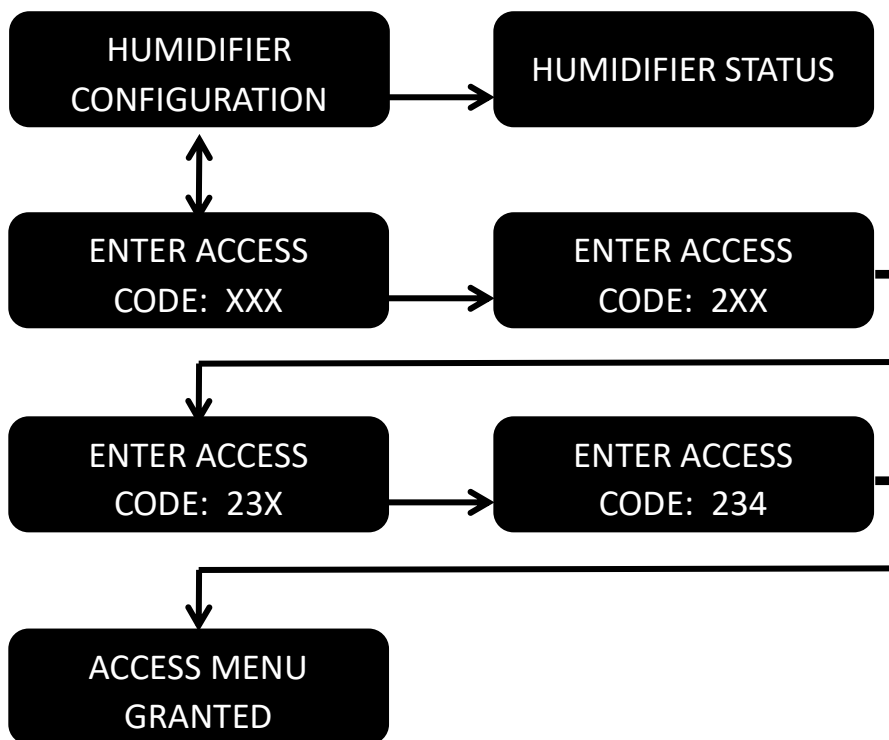 HUMIDIFIER
CONFIGURATION
HUMIDIFIER STATUS
ENTER ACCESS
CODE: XXX
ENTER ACCESS
CODE: 2XX
ENTER ACCESS
CODE: 23X
ENTER ACCESS
CODE: 234
ACCESS MENU
GRANTED